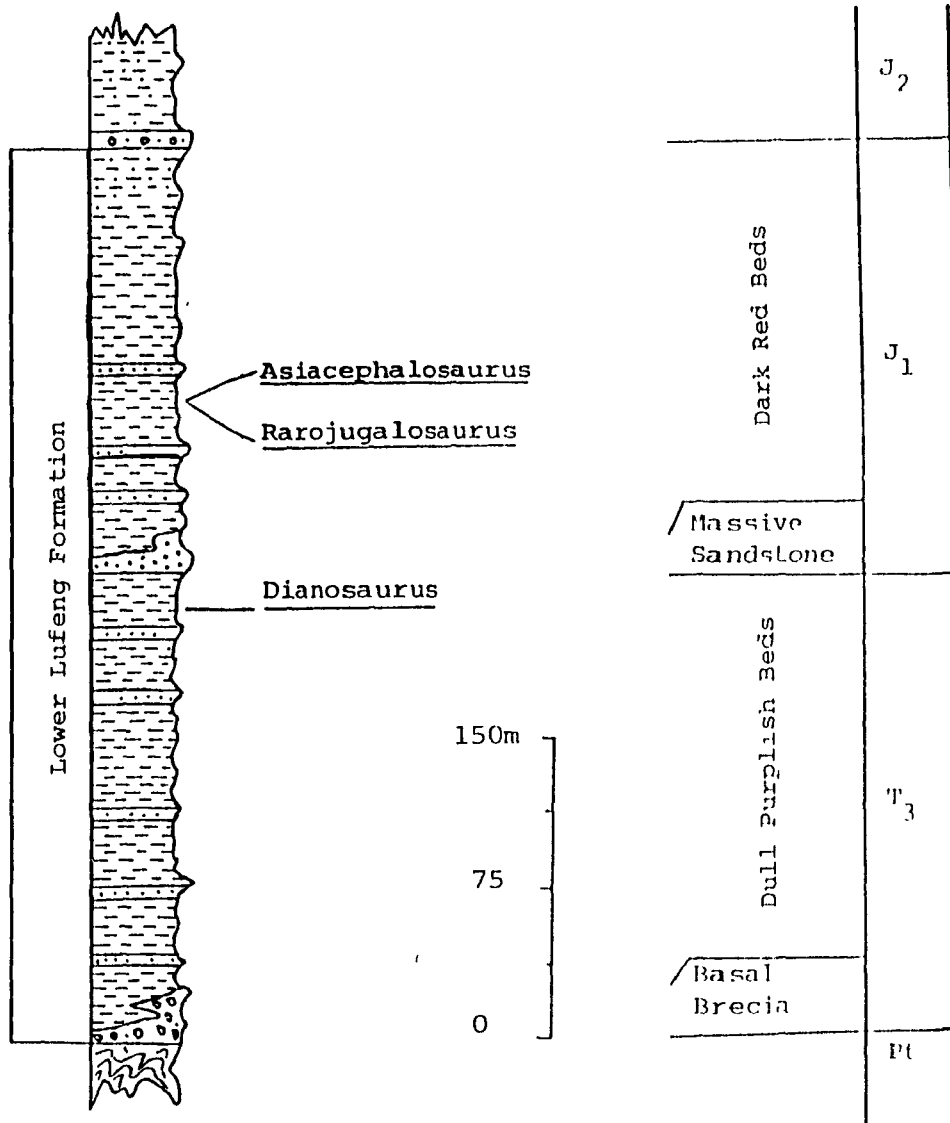 J2
Lower Lufeng Formation
Asiacephalosaurus
Rarojugalosaurus
Dianosaurus
Dark Red Beds
J1
Massive
Sandstone
150m
75
0
Dull Purplish Beds
T3
Basal
Brecia
Pt